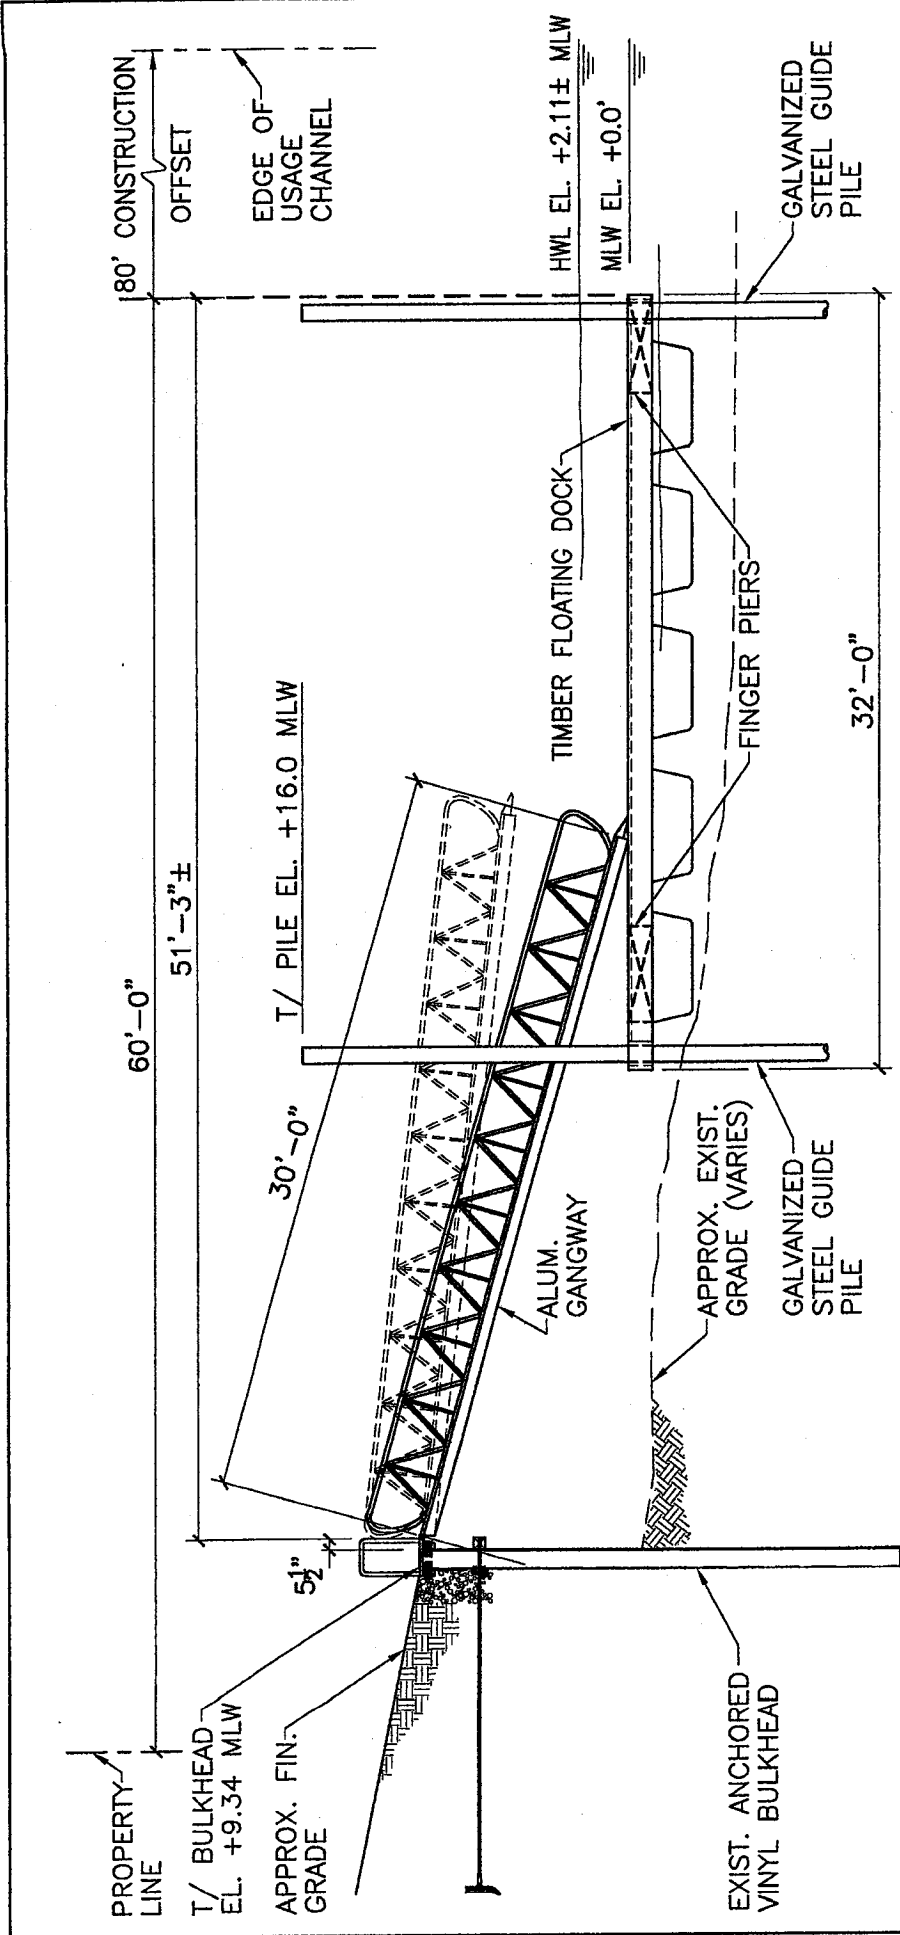 PROPERTY
LINE
60'-0"
80' CONSTRUCTION
OFFSET
51'-3"±
EDGE OF
USAGE
CHANNEL
T/ BULKHEAD
EL. +9.34 MLW
APPROX. FIN.
GRADE
5½"
30'-0"
T/ PILE EL. +16.0 MLW
HWL EL. +2.11± MLW
MLW EL. +0.0'
TIMBER FLOATING DOCK
ALUM.
GANGWAY
FINGER PIERS
APPROX. EXIST.
GRADE (VARIES)
GALVANIZED
STEEL GUIDE
PILE
GALVANIZED
STEEL GUIDE
PILE
EXIST. ANCHORED
VINYL BULKHEAD
32'-0"